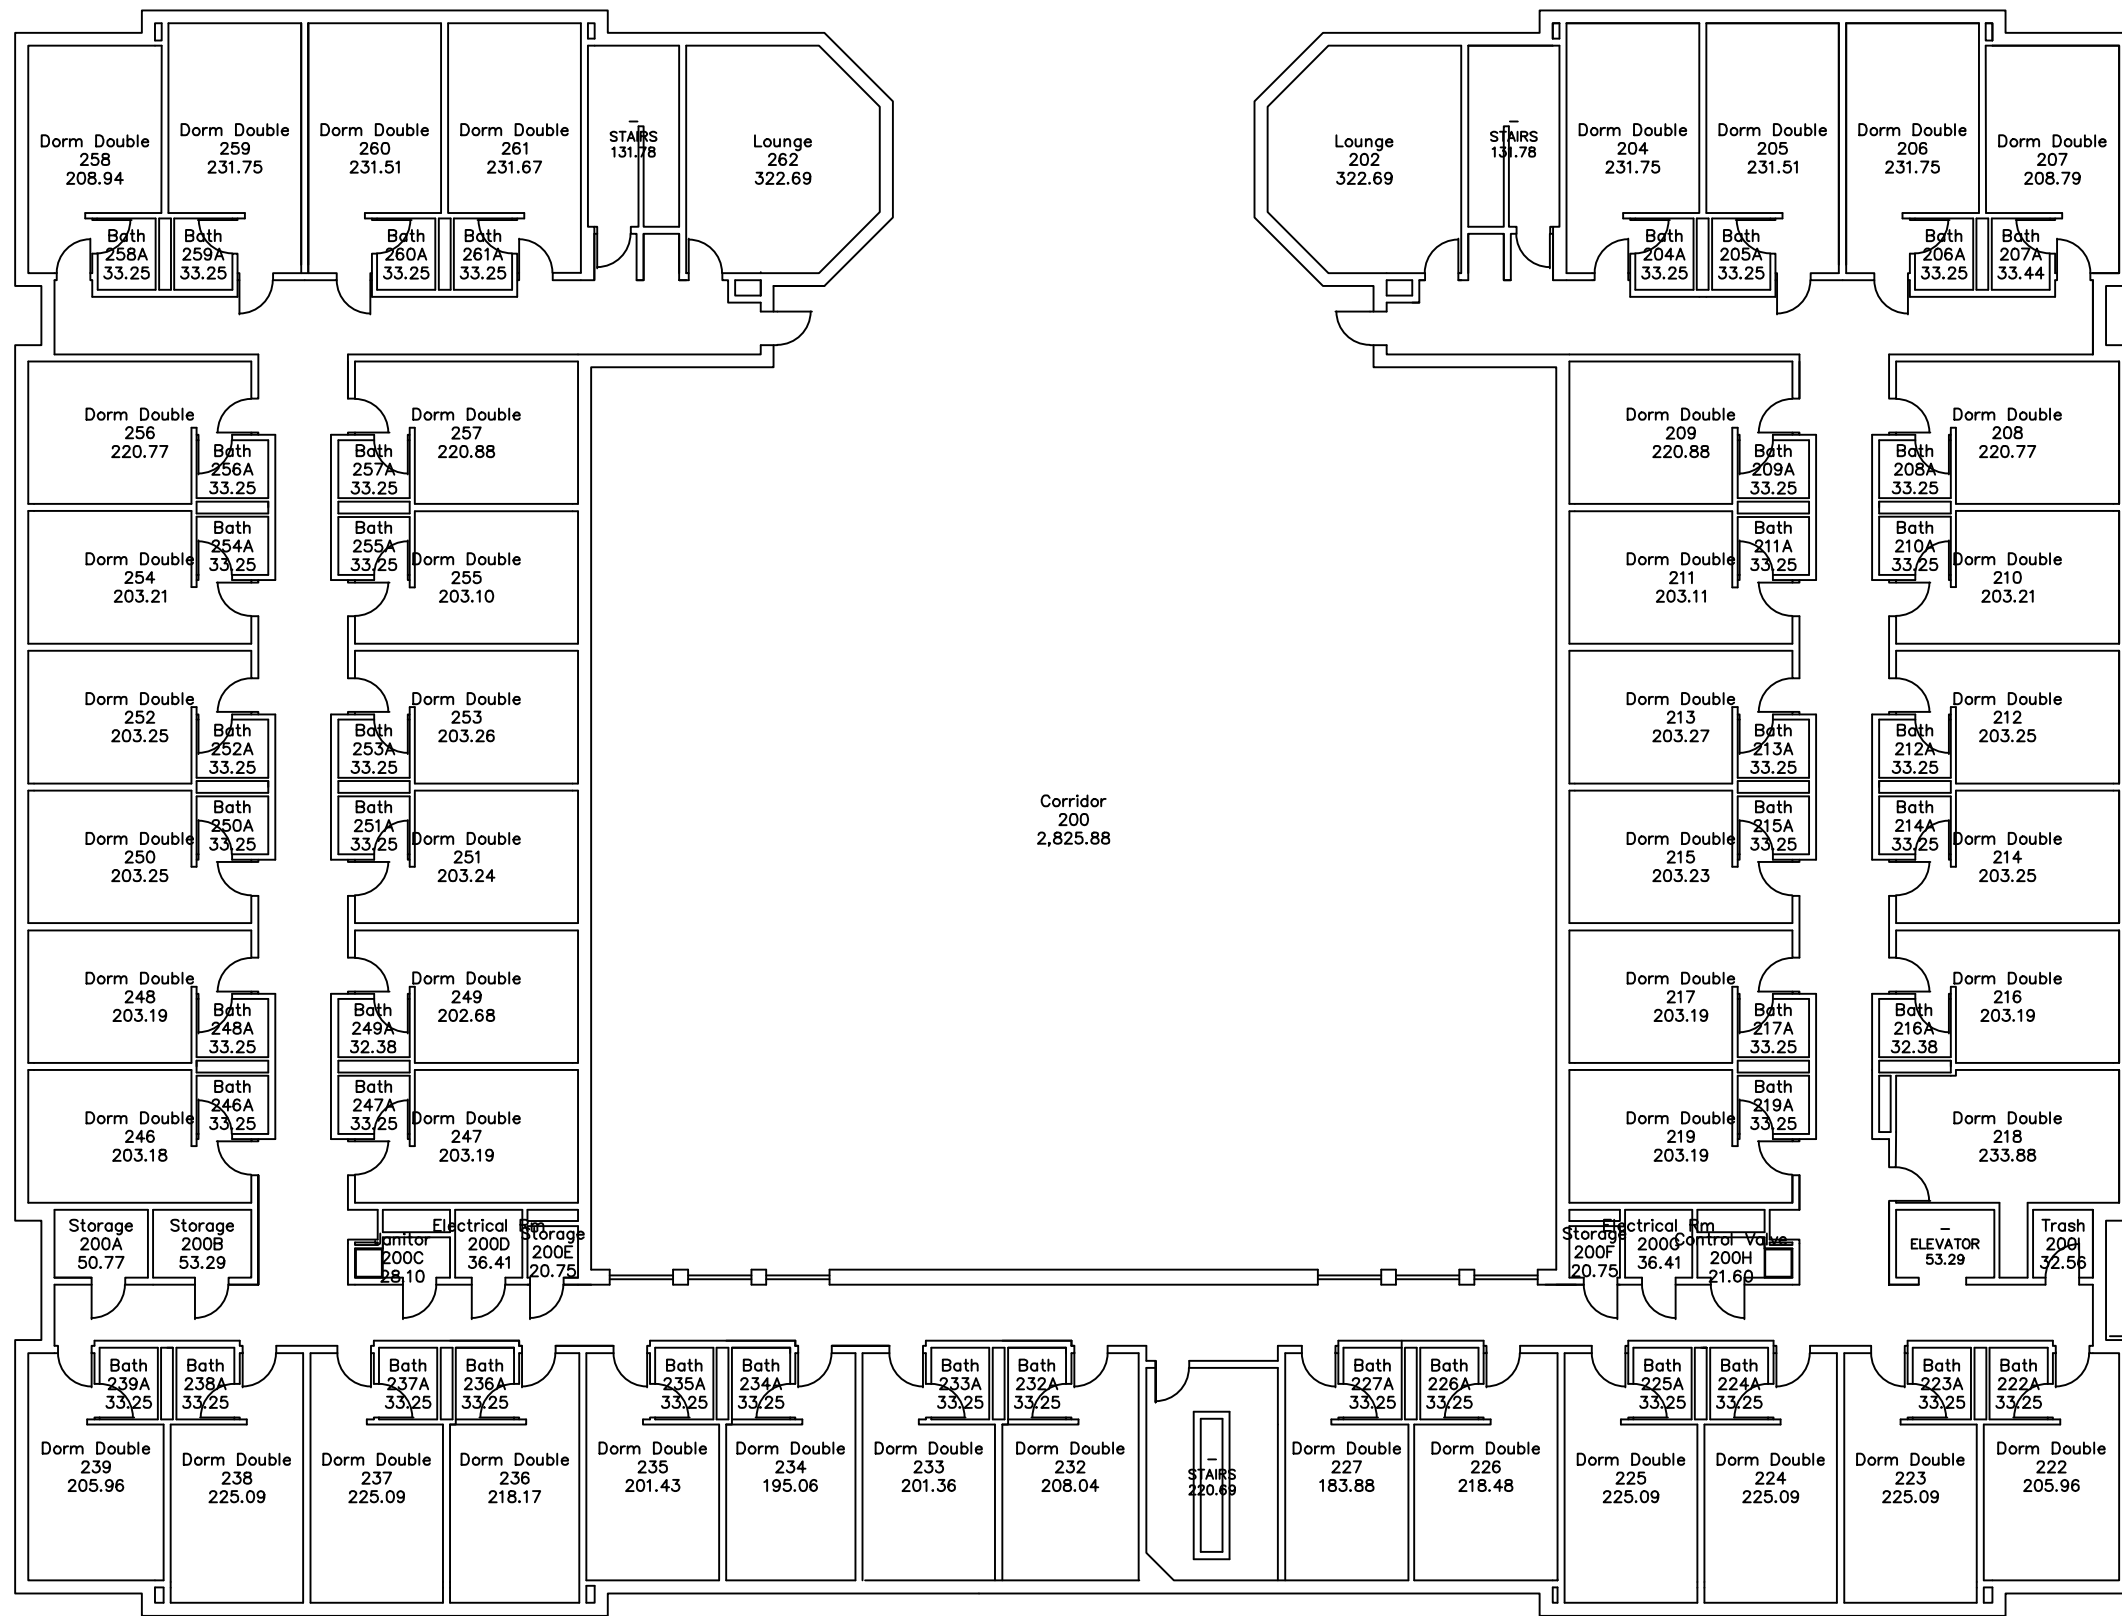 Dorm Double
258
208.94
Dorm Double
259
231.75
Dorm Double
260
231.51
Dorm Double
261
231.67
–
STAIRS
131.78
Lounge
262
322.69
Lounge
202
322.69
–
STAIRS
131.78
Dorm Double
204
231.75
Dorm Double
205
231.51
Dorm Double
206
231.75
Dorm Double
207
208.79
Bath
258A
33.25
Bath
259A
33.25
Bath
260A
33.25
Bath
261A
33.25
Bath
204A
33.25
Bath
205A
33.25
Bath
206A
33.25
Bath
207A
33.44
Dorm Double
256
220.77
Bath
256A
33.25
Bath
257A
33.25
Dorm Double
257
220.88
Dorm Double
209
220.88
Bath
209A
33.25
Bath
208A
33.25
Dorm Double
208
220.77
Dorm Double
254
203.21
Bath
254A
33.25
Bath
255A
33.25
Dorm Double
255
203.10
Dorm Double
211
203.11
Bath
211A
33.25
Bath
210A
33.25
Dorm Double
210
203.21
Dorm Double
252
203.25
Bath
252A
33.25
Bath
253A
33.25
Dorm Double
253
203.26
Dorm Double
213
203.27
Bath
213A
33.25
Bath
212A
33.25
Dorm Double
212
203.25
Corridor
200
2,825.88
Dorm Double
250
203.25
Bath
250A
33.25
Bath
251A
33.25
Dorm Double
251
203.24
Dorm Double
215
203.23
Bath
215A
33.25
Bath
214A
33.25
Dorm Double
214
203.25
Dorm Double
248
203.19
Bath
248A
33.25
Bath
249A
32.38
Dorm Double
249
202.68
Dorm Double
217
203.19
Bath
217A
33.25
Bath
216A
32.38
Dorm Double
216
203.19
Dorm Double
246
203.18
Bath
246A
33.25
Bath
247A
33.25
Dorm Double
247
203.19
Dorm Double
219
203.19
Bath
219A
33.25
Dorm Double
218
233.88
Storage
200A
50.77
Storage
200B
53.29
Janitor
200C
28.10
Electrical Rm
200D
36.41
Storage
200E
20.75
Storage
200F
20.75
Electrical Rm
200G
36.41
Control Valve
200H
21.60
–
ELEVATOR
53.29
Trash
200I
32.56
Bath
239A
33.25
Bath
238A
33.25
Bath
237A
33.25
Bath
236A
33.25
Bath
235A
33.25
Bath
234A
33.25
Bath
233A
33.25
Bath
232A
33.25
Bath
227A
33.25
Bath
226A
33.25
Bath
225A
33.25
Bath
224A
33.25
Bath
223A
33.25
Bath
222A
33.25
Dorm Double
239
205.96
Dorm Double
238
225.09
Dorm Double
237
225.09
Dorm Double
236
218.17
Dorm Double
235
201.43
Dorm Double
234
195.06
Dorm Double
233
201.36
Dorm Double
232
208.04
–
STAIRS
220.69
Dorm Double
227
183.88
Dorm Double
226
218.48
Dorm Double
225
225.09
Dorm Double
224
225.09
Dorm Double
223
225.09
Dorm Double
222
205.96